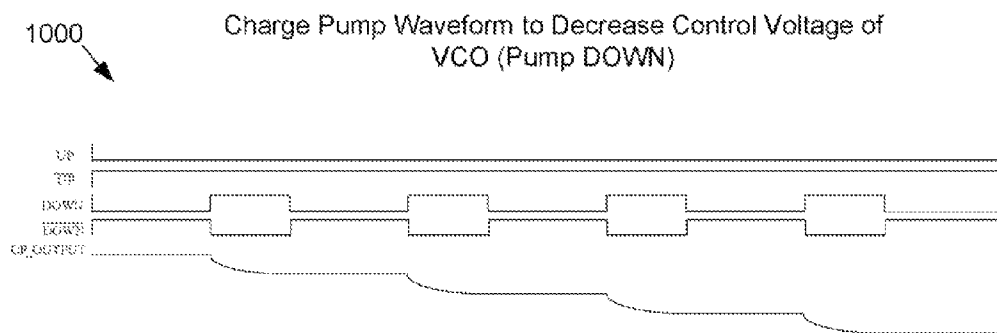 1000
Charge Pump Waveform to Decrease Control Voltage of
VCO (Pump DOWN)
UP
U̅P̅
DOWN
D̅O̅W̅N̅
CP_OUTPUT